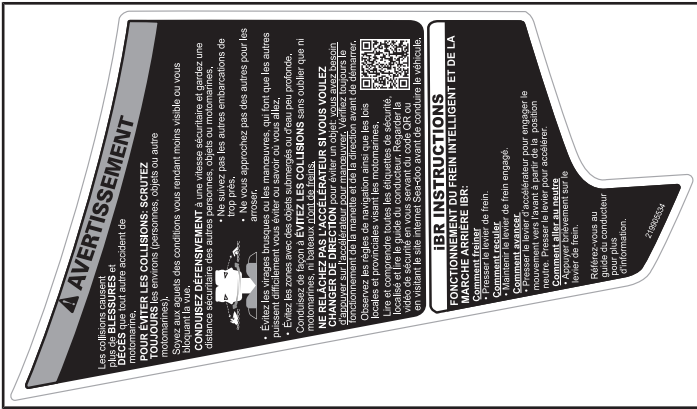 AVERTISSEMENT
Les collisions causent
plus de BLESSURES et
DÉCÈS que tout autre accident de
motomarine.
POUR ÉVITER LES COLLISIONS: SCRUTEZ
TOUJOURS les environs (personnes, objets ou autre
motomarines),
Soyez aux aguets des conditions vous rendant moins visible ou vous
bloquant la vue.
CONDUISEZ DÉFENSIVEMENT à une vitesse sécuritaire et gardez une
distance sécuritaire des autres personnes, objets ou motomarines,
• Ne suivez pas les autres embarcations de
trop près,
• Ne vous approchez pas des autres pour les
arroser,
• Évitez les virages brusques ou les manœuvres, qui font que les autres
puissent difficilement vous éviter ou savoir où vous allez,
• Évitez les zones avec des objets submergés ou d'eau peu profonde.
Conduisez de façon à ÉVITEZ LES COLLISIONS sans oublier que ni
motomarines, ni bateaux ont de freins.
NE RELÂCHEZ PAS L'ACCÉLÉRATEUR SI VOUS VOULEZ
CHANGER DE DIRECTION pour éviter un objet, vous avez besoin
d'appuyer sur l'accélérateur pour manœuvrer. Vérifiez toujours le
fonctionnement de la manette et de la direction avant de démarrer.
Observez les règles de navigation ainsi que les lois
locales et provinciales visant les motomarines.
Lire et comprendre toutes les étiquettes de sécurité,
localisé et lire le guide du conducteur. Regarder la
vidéo de sécurité en vous servant du code QR ou
en visitant le site internet Sea-doo avant de conduire le véhicule.
iBR INSTRUCTIONS
FONCTIONNEMENT DU FREIN INTELLIGENT ET DE LA
MARCHE ARRIÈRE IBR:
Comment freiner
• Presser le levier de frein.
Comment reculer
• Maintenir le levier de frein engagé.
Comment avancer
• Presser le levier d'accélérateur pour engager le
mouvement vers l'avant à partir de la position
neutre. Presser le levier pour accélérer.
Comment aller au neutre
• Appuyer brièvement sur le
levier de frein.
Référez-vous au
guide du conducteur
pour plus
d'information.
219905534